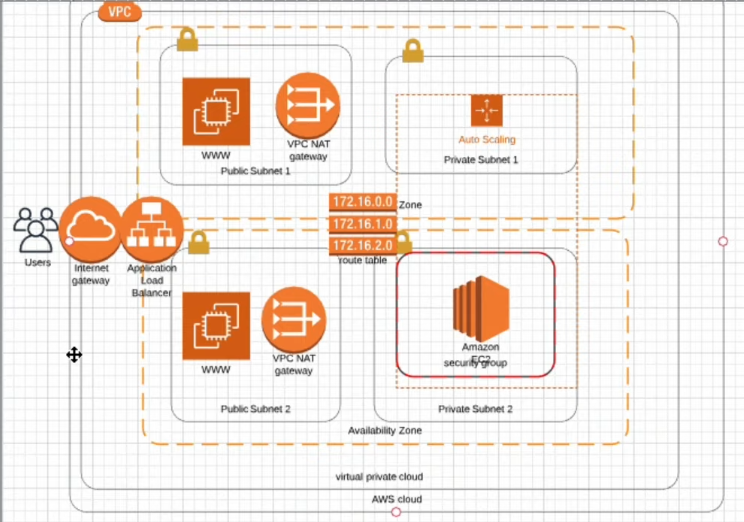 VPC
WWW
VPC NAT
gateway
Public Subnet 1
Auto Scaling
Private Subnet 1
172.16.0.0
172.16.1.0
172.16.2.0
route table
Zone
Users
Internet
gateway
Application
Load
Balancer
WWW
VPC NAT
gateway
Public Subnet 2
Amazon
EC2
security group
Private Subnet 2
Availability Zone
virtual private cloud
AWS cloud